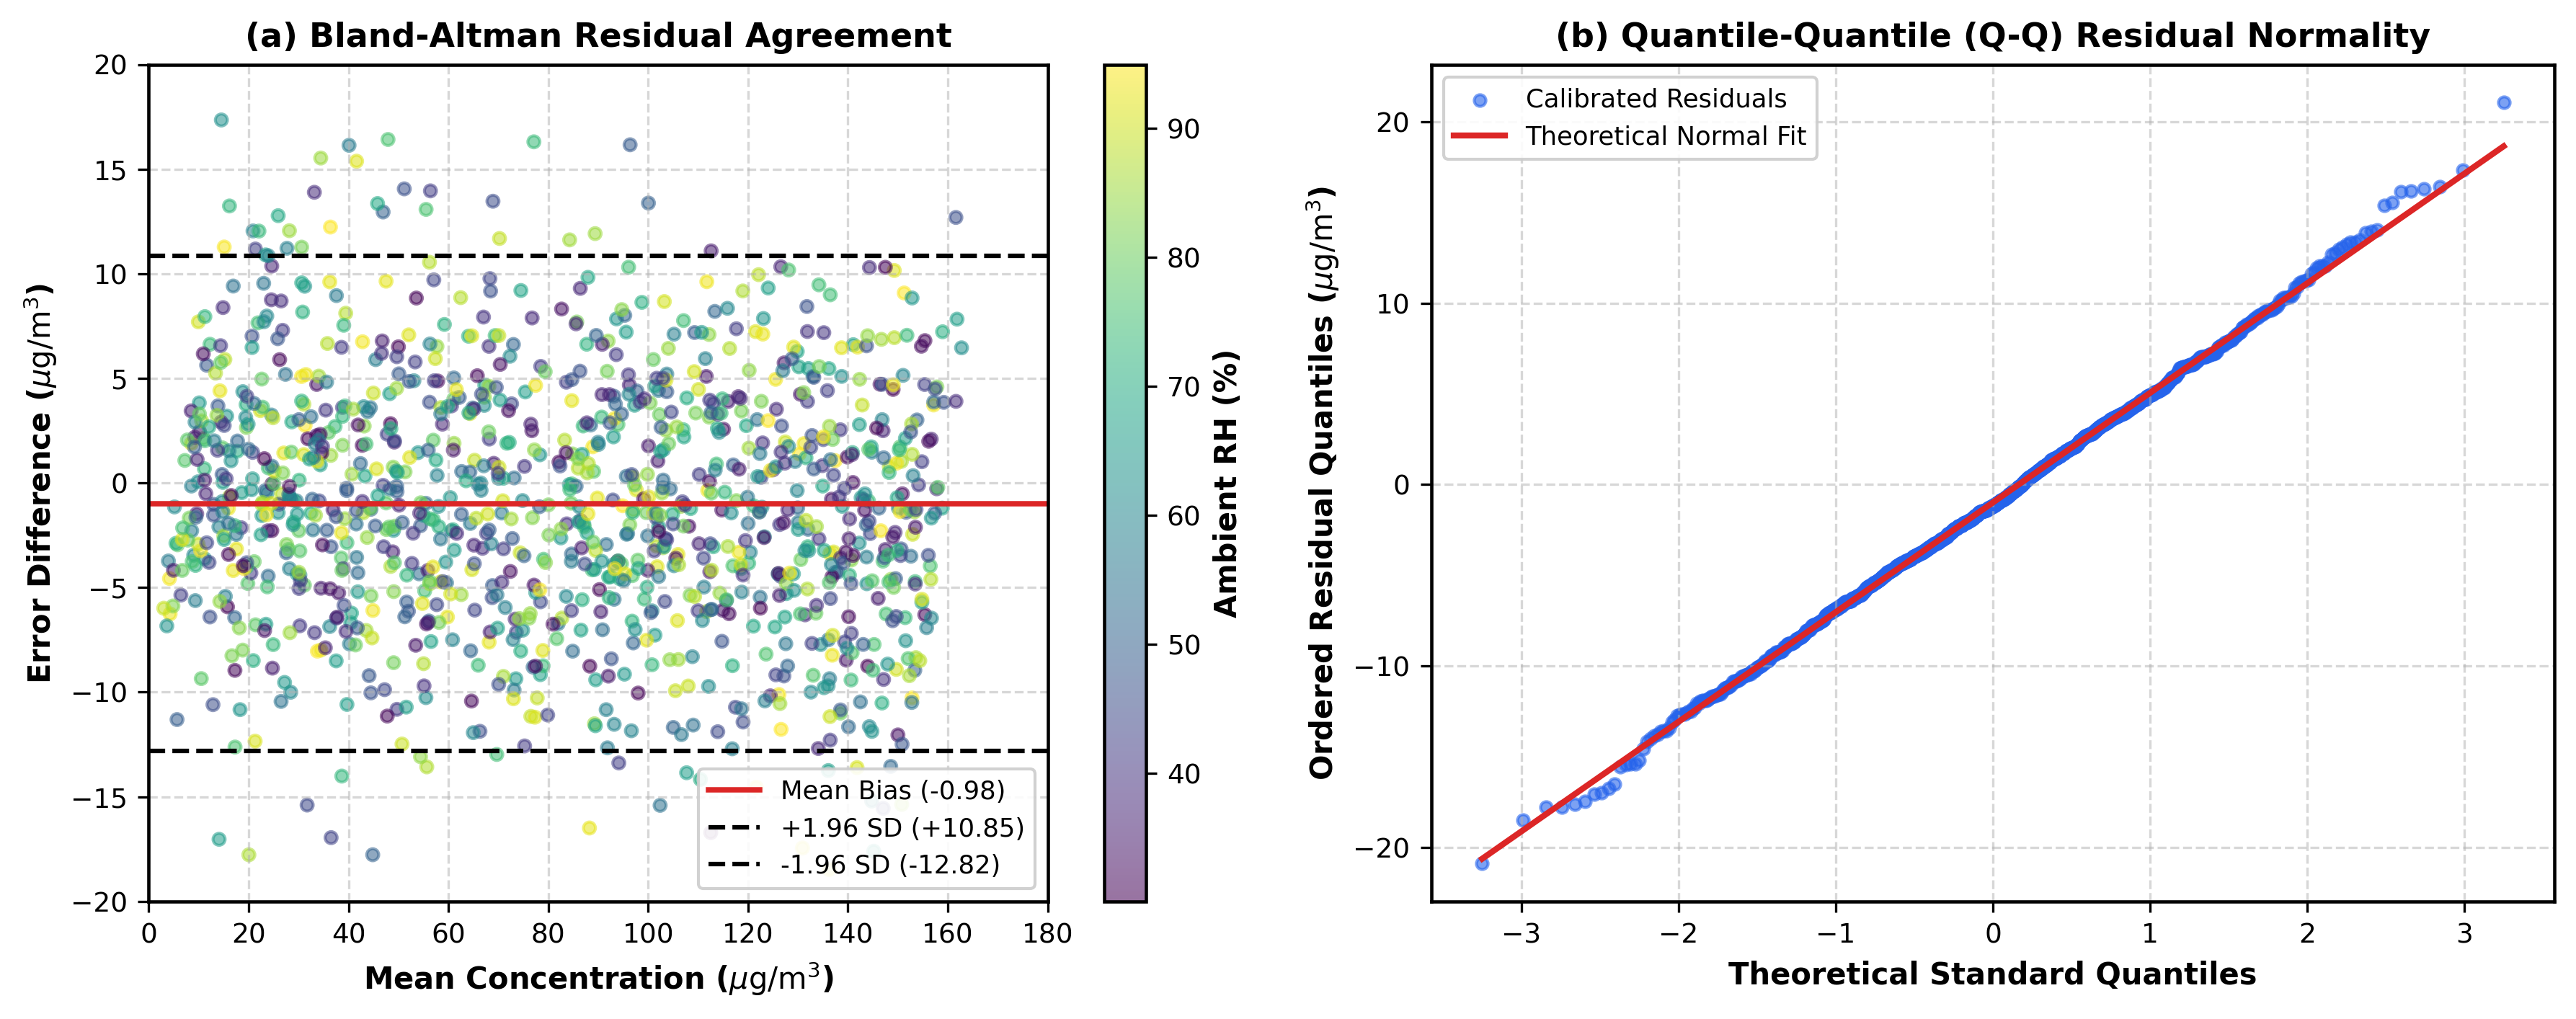 (a) Bland-Altman Residual Agreement
20
15
10
5
0
−5
−10
−15
−20
Error Difference (μg/m³)
0 20 40 60 80 100 120 140 160 180
Mean Concentration (μg/m³)
Mean Bias (-0.98)
+1.96 SD (+10.85)
-1.96 SD (-12.82)
90
80
70
60
50
40
Ambient RH (%)
(b) Quantile-Quantile (Q-Q) Residual Normality
Calibrated Residuals
Theoretical Normal Fit
20
10
0
−10
−20
Ordered Residual Quantiles (μg/m³)
−3 −2 −1 0 1 2 3
Theoretical Standard Quantiles